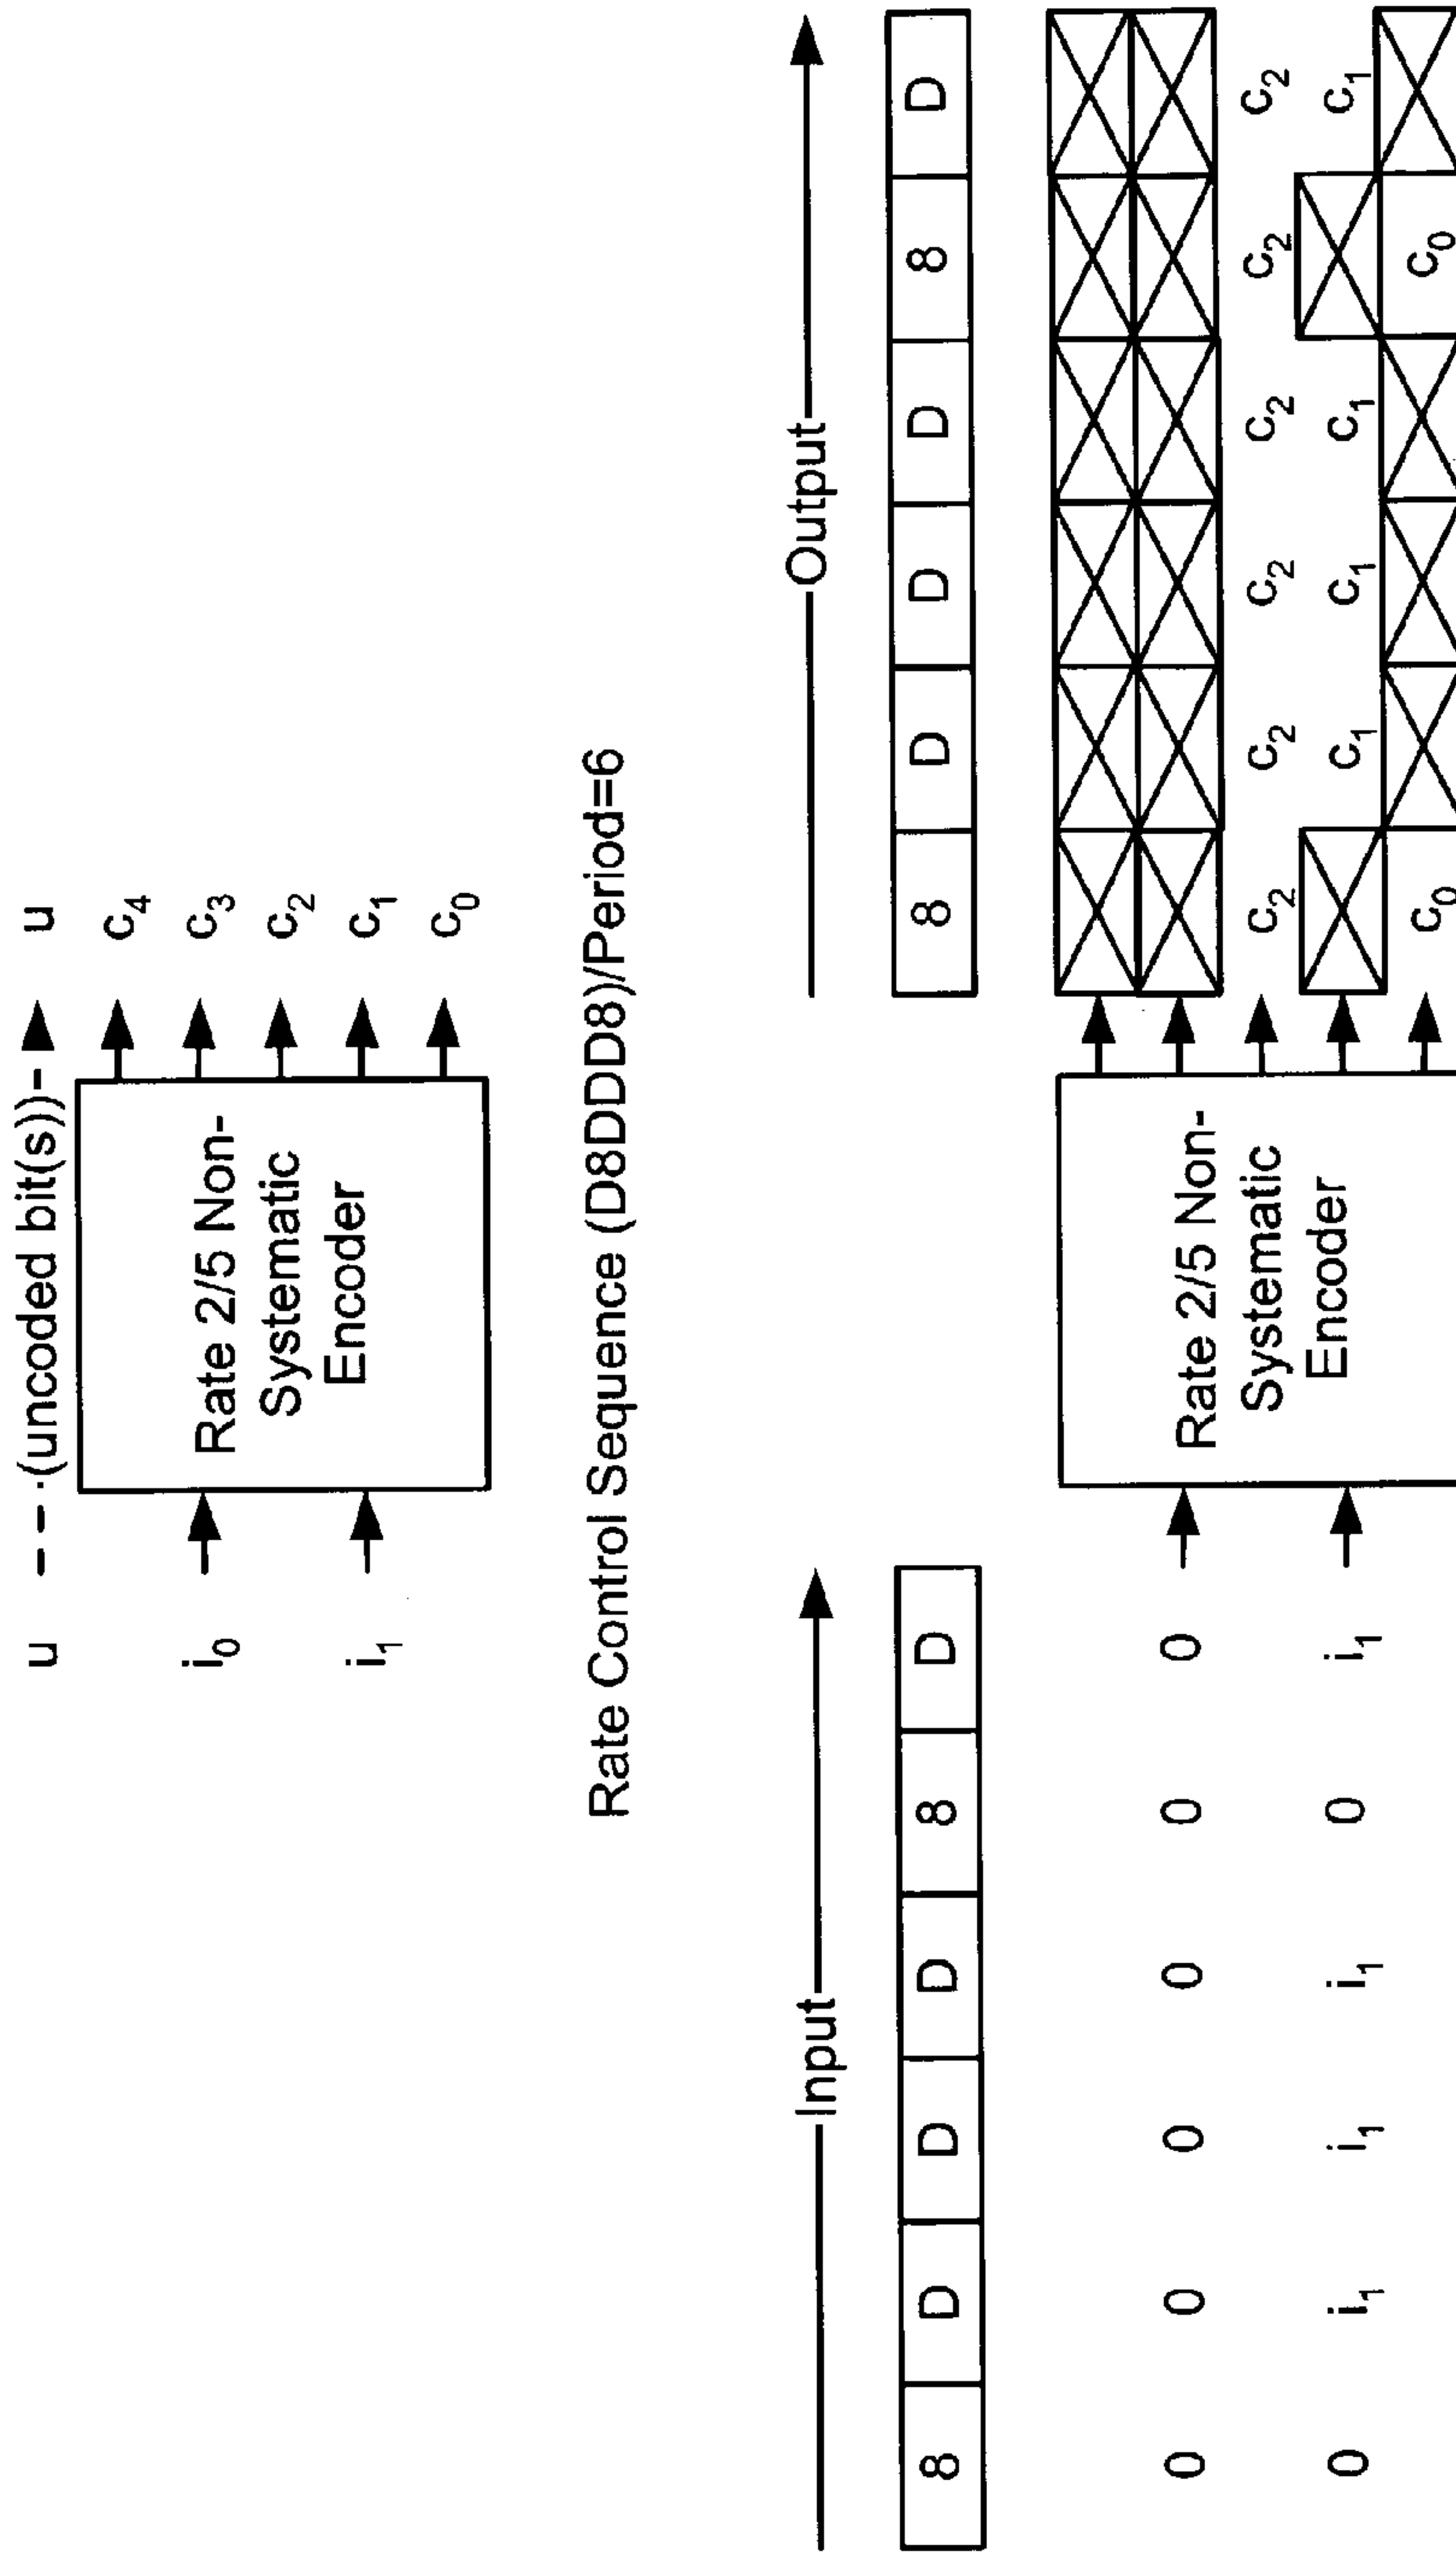 u - - - (uncoded bit(s)) - u
i0
i1
Rate 2/5 Non-
Systematic
Encoder
c4
c3
c2
c1
c0
Rate Control Sequence (D8DDD8)/Period=6
Input
Output
8 D D D 8 D
8 D D D 8 D
0 0 0 0 0 0
0 i1 i1 i1 0 i1
Rate 2/5 Non-
Systematic
Encoder
c2 c2 c2 c2 c2 c2
c1 c1 c1 c1
c0 c0